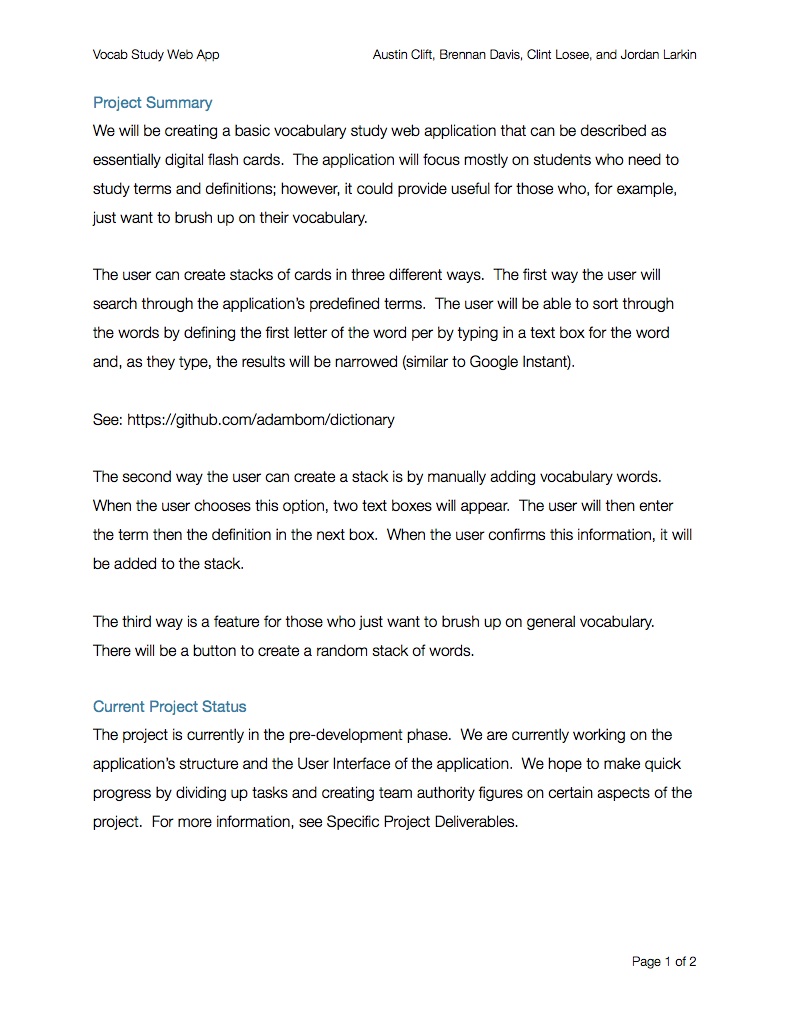 Vocab Study Web App Austin Clift, Brennan Davis, Clint Losee, and Jordan Larkin
Project Summary
We will be creating a basic vocabulary study web application that can be described as
essentially digital flash cards.  The application will focus mostly on students who need to
study terms and definitions; however, it could provide useful for those who, for example,
just want to brush up on their vocabulary.
The user can create stacks of cards in three different ways.  The first way the user will
search through the application's predefined terms.  The user will be able to sort through
the words by defining the first letter of the word per by typing in a text box for the word
and, as they type, the results will be narrowed (similar to Google Instant).
See: https://github.com/adambom/dictionary
The second way the user can create a stack is by manually adding vocabulary words.
When the user chooses this option, two text boxes will appear.  The user will then enter
the term then the definition in the next box.  When the user confirms this information, it will
be added to the stack.
The third way is a feature for those who just want to brush up on general vocabulary.
There will be a button to create a random stack of words.
Current Project Status
The project is currently in the pre-development phase.  We are currently working on the
application's structure and the User Interface of the application.  We hope to make quick
progress by dividing up tasks and creating team authority figures on certain aspects of the
project.  For more information, see Specific Project Deliverables.
Page 1 of 2